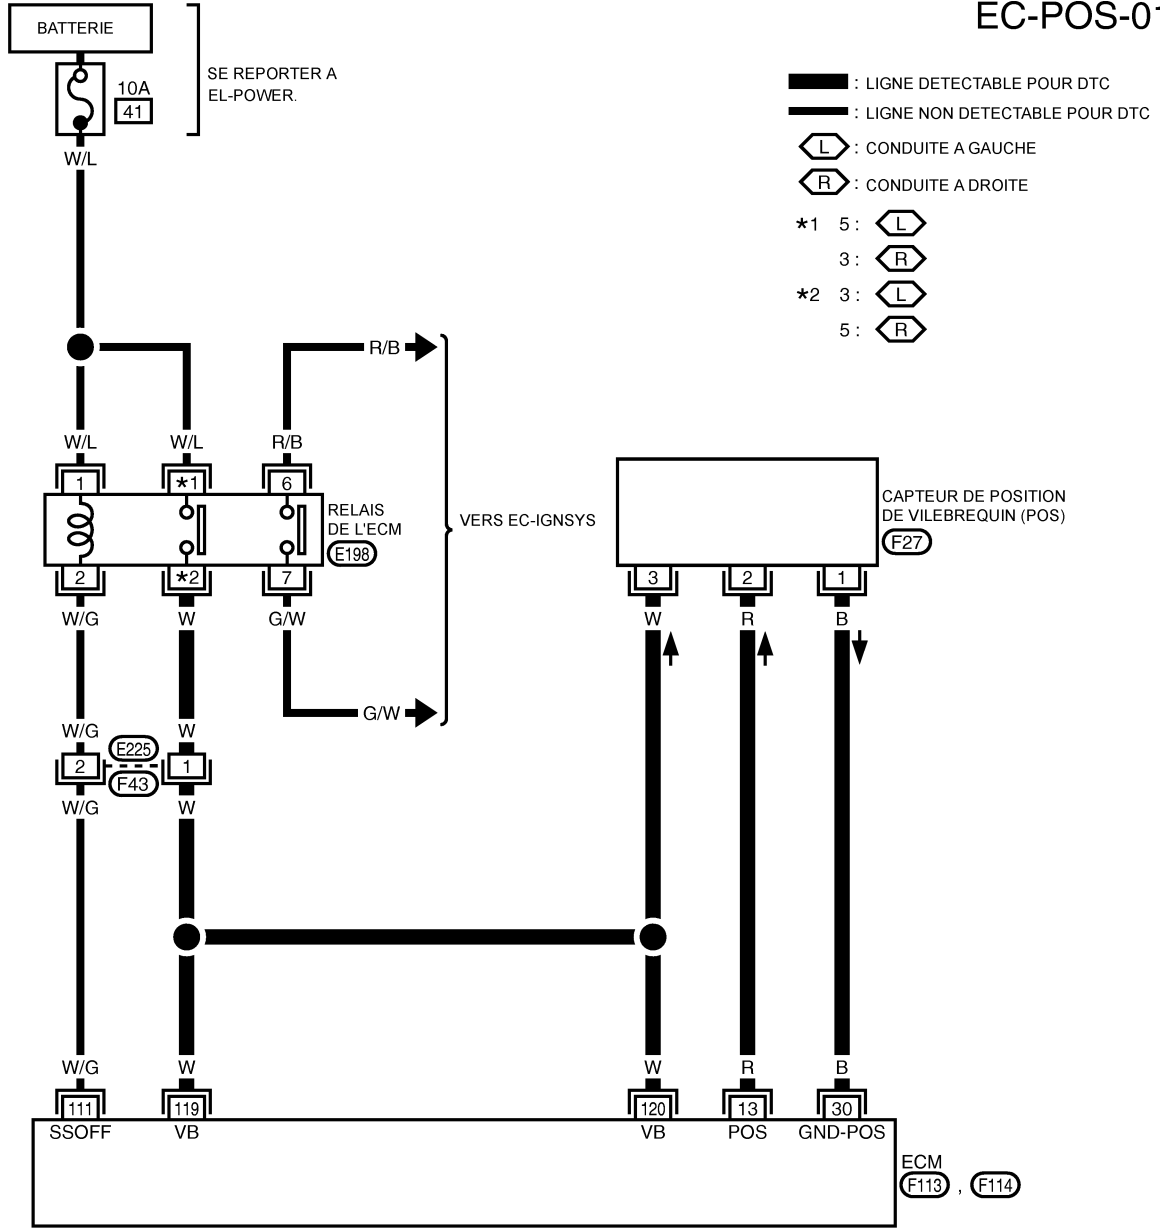 EC-POS-01
BATTERIE
10A
41
SE REPORTER A
EL-POWER.
: LIGNE DETECTABLE POUR DTC
: LIGNE NON DETECTABLE POUR DTC
L : CONDUITE A GAUCHE
R : CONDUITE A DROITE
*1 5 : L
3 : R
*2 3 : L
5 : R
W/L
R/B
W/L W/L R/B
1 *1 6
RELAIS
DE L'ECM
E198
2 *2 7
W/G W G/W
VERS EC-IGNSYS
G/W
CAPTEUR DE POSITION
DE VILEBREQUIN (POS)
F27
3 2 1
W R B
W/G W
2 E225 1
F43
W/G W
W/G W W R B
111 119 120 13 30
SSOFF VB VB POS GND-POS
ECM
F113 , F114